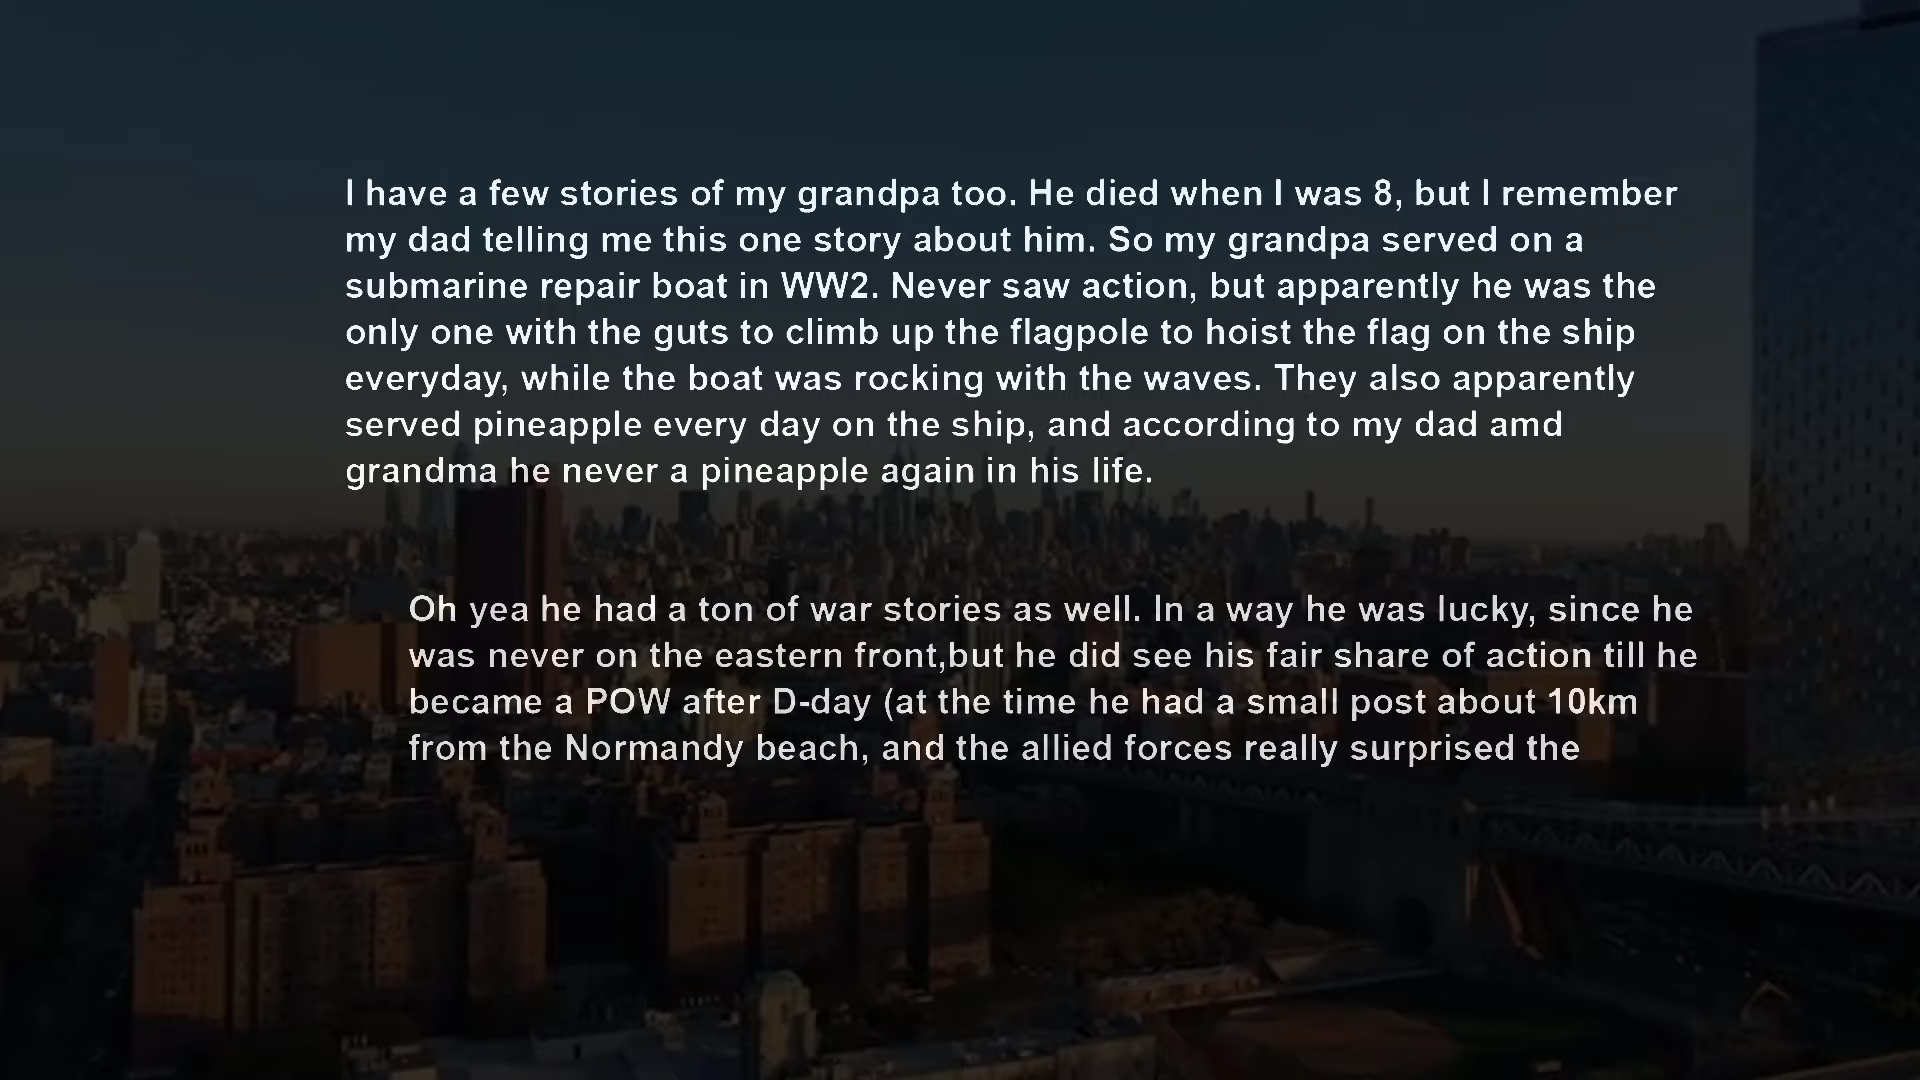 I have a few stories of my grandpa too. He died when I was 8, but I remember
my dad telling me this one story about him. So my grandpa served on a
submarine repair boat in WW2. Never saw action, but apparently he was the
only one with the guts to climb up the flagpole to hoist the flag on the ship
everyday, while the boat was rocking with the waves. They also apparently
served pineapple every day on the ship, and according to my dad amd
grandma he never a pineapple again in his life.
Oh yea he had a ton of war stories as well. In a way he was lucky, since he
was never on the eastern front,but he did see his fair share of action till he
became a POW after D-day (at the time he had a small post about 10km
from the Normandy beach, and the allied forces really surprised the